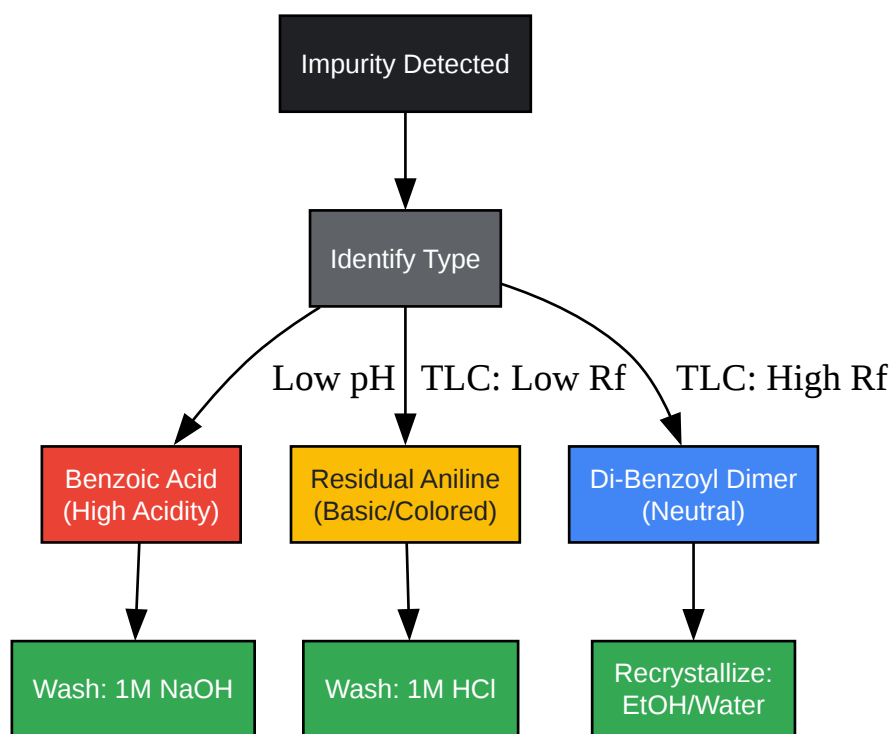 Impurity Detected
Identify Type
Low pH
TLC: Low Rf
TLC: High Rf
Benzoic Acid
(High Acidity)
Residual Aniline
(Basic/Colored)
Di-Benzoyl Dimer
(Neutral)
Wash: 1M NaOH
Wash: 1M HCl
Recrystallize:
EtOH/Water